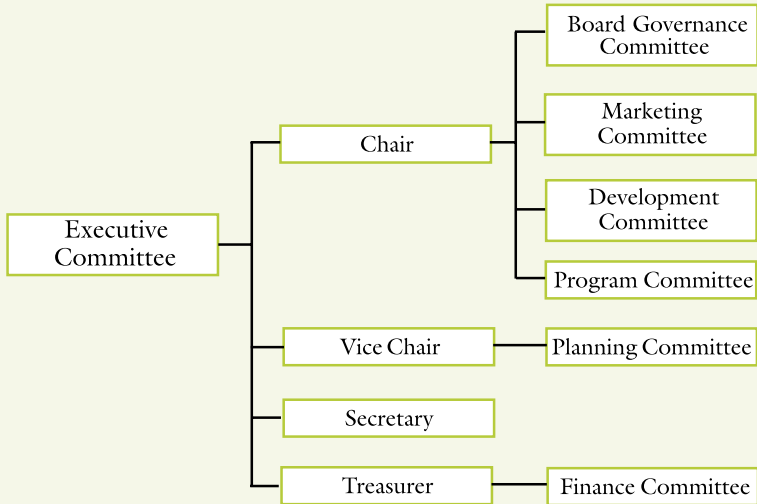 Board Governance
Committee
Marketing
Committee
Chair
Development
Committee
Executive
Committee
Program Committee
Vice Chair
Planning Committee
Secretary
Treasurer
Finance Committee